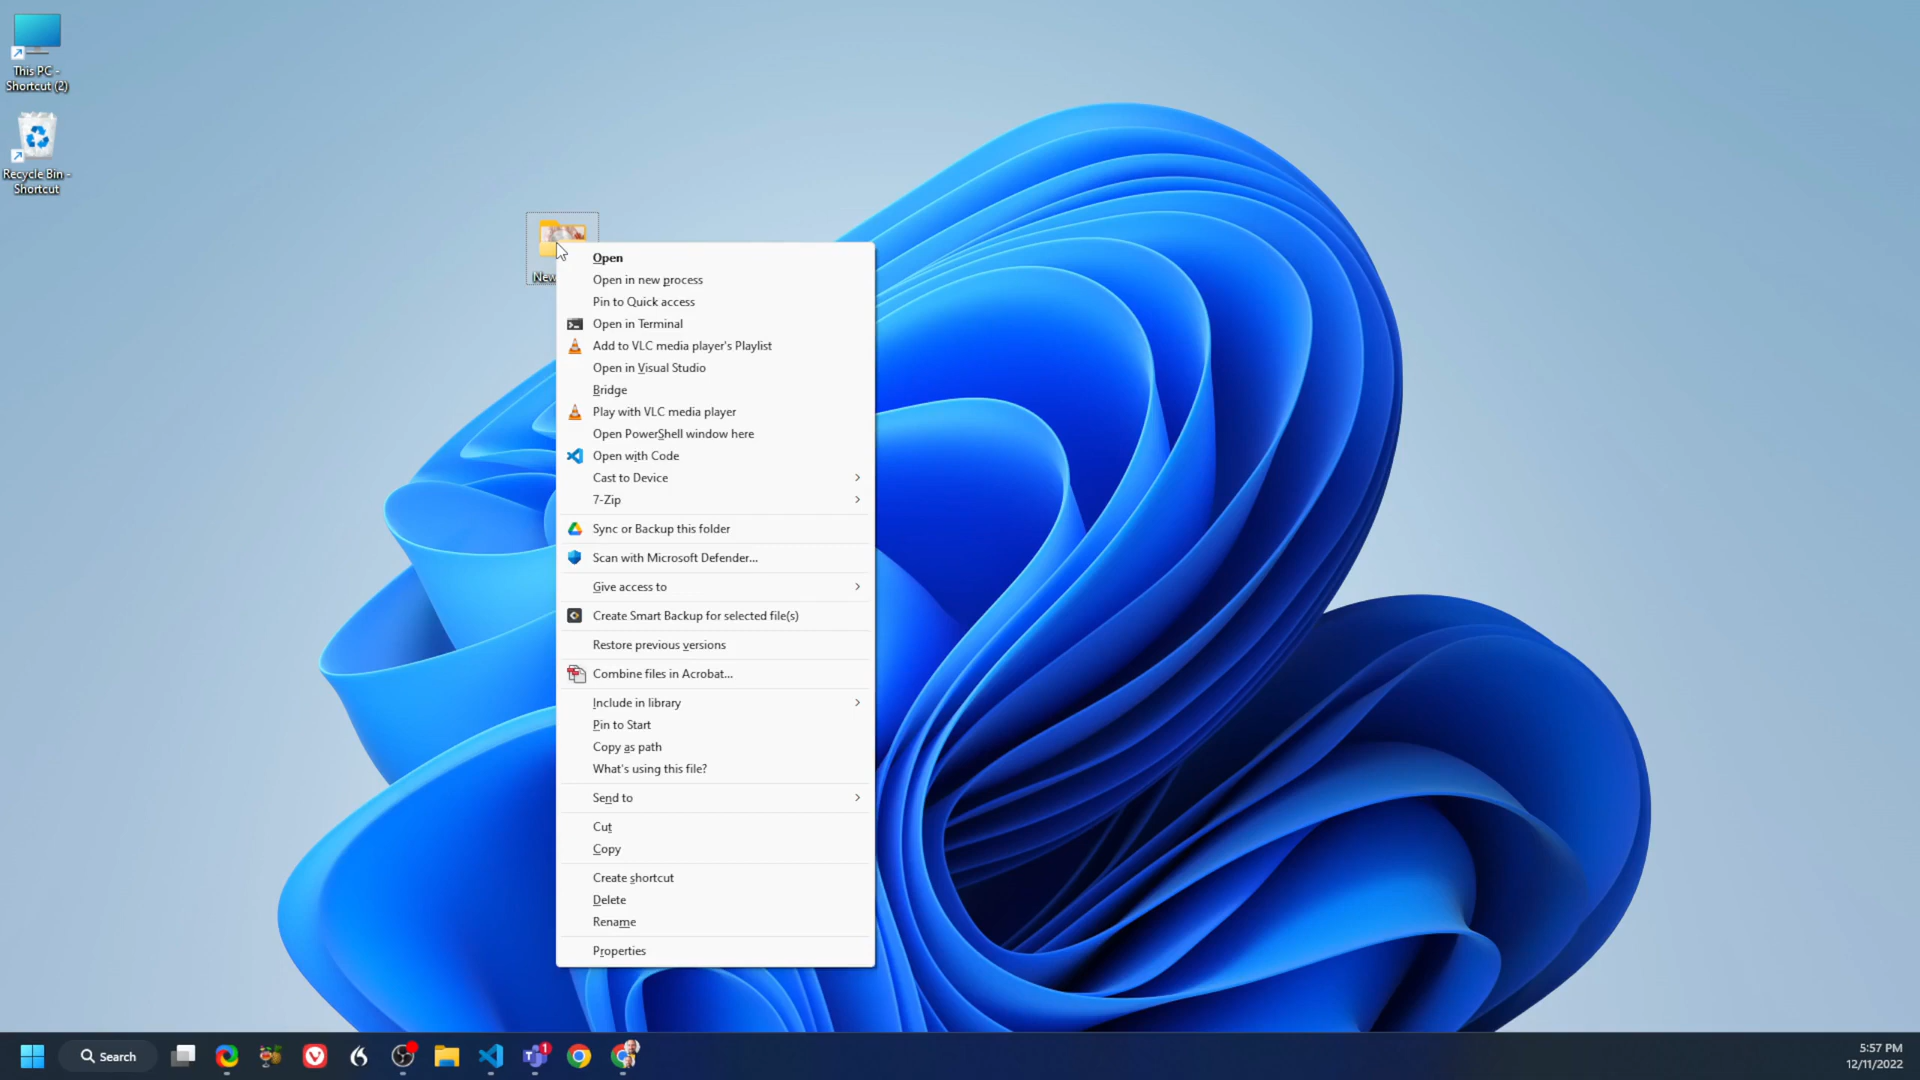 This PC -
Shortcut (2)
Recycle Bin -
Shortcut
New
Open
Open in new process
Pin to Quick access
Open in Terminal
Add to VLC media player's Playlist
Open in Visual Studio
Bridge
Play with VLC media player
Open PowerShell window here
Open with Code
Cast to Device
7-Zip
Sync or Backup this folder
Scan with Microsoft Defender...
Give access to
Create Smart Backup for selected file(s)
Restore previous versions
Combine files in Acrobat...
Include in library
Pin to Start
Copy as path
What's using this file?
Send to
Cut
Copy
Create shortcut
Delete
Rename
Properties
Search
1
5:57 PM
12/11/2022